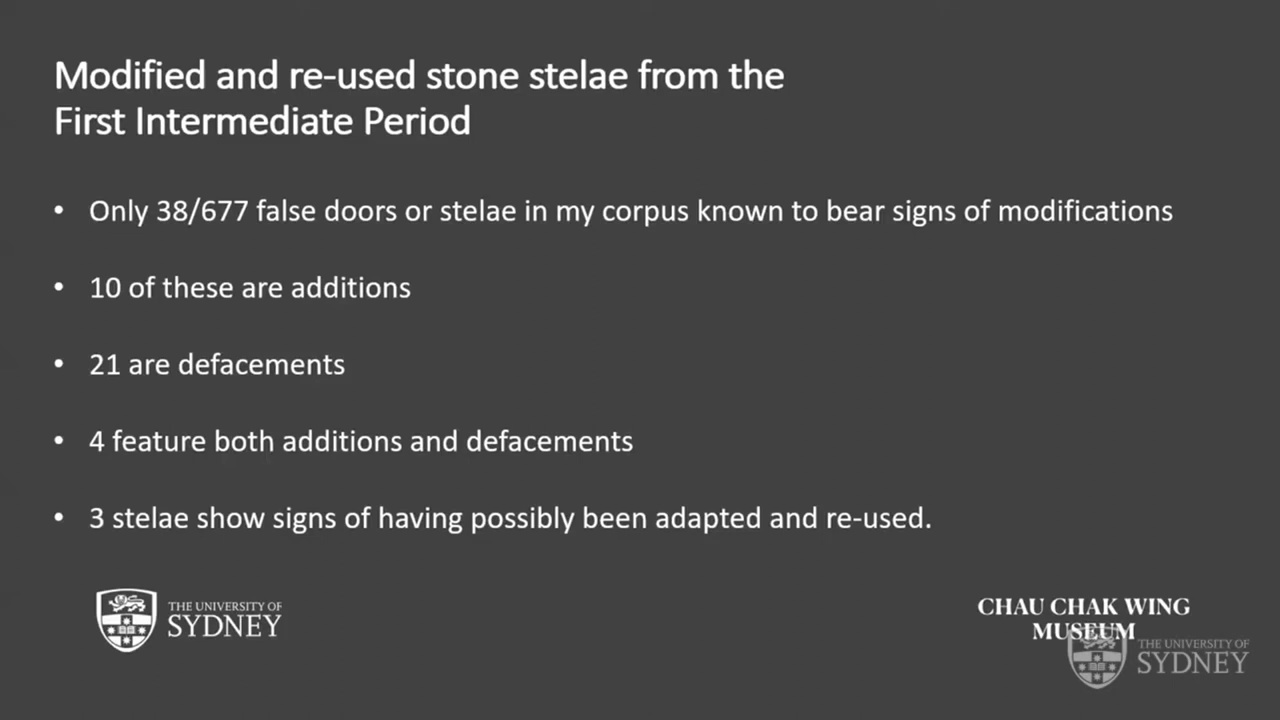 Modified and re-used stone stelae from the
First Intermediate Period
• Only 38/677 false doors or stelae in my corpus known to bear signs of modifications
• 10 of these are additions
• 21 are defacements
• 4 feature both additions and defacements
• 3 stelae show signs of having possibly been adapted and re-used.
THE UNIVERSITY OF
SYDNEY
CHAU CHAK WING
MUSEUM
THE UNIVERSITY OF
SYDNEY